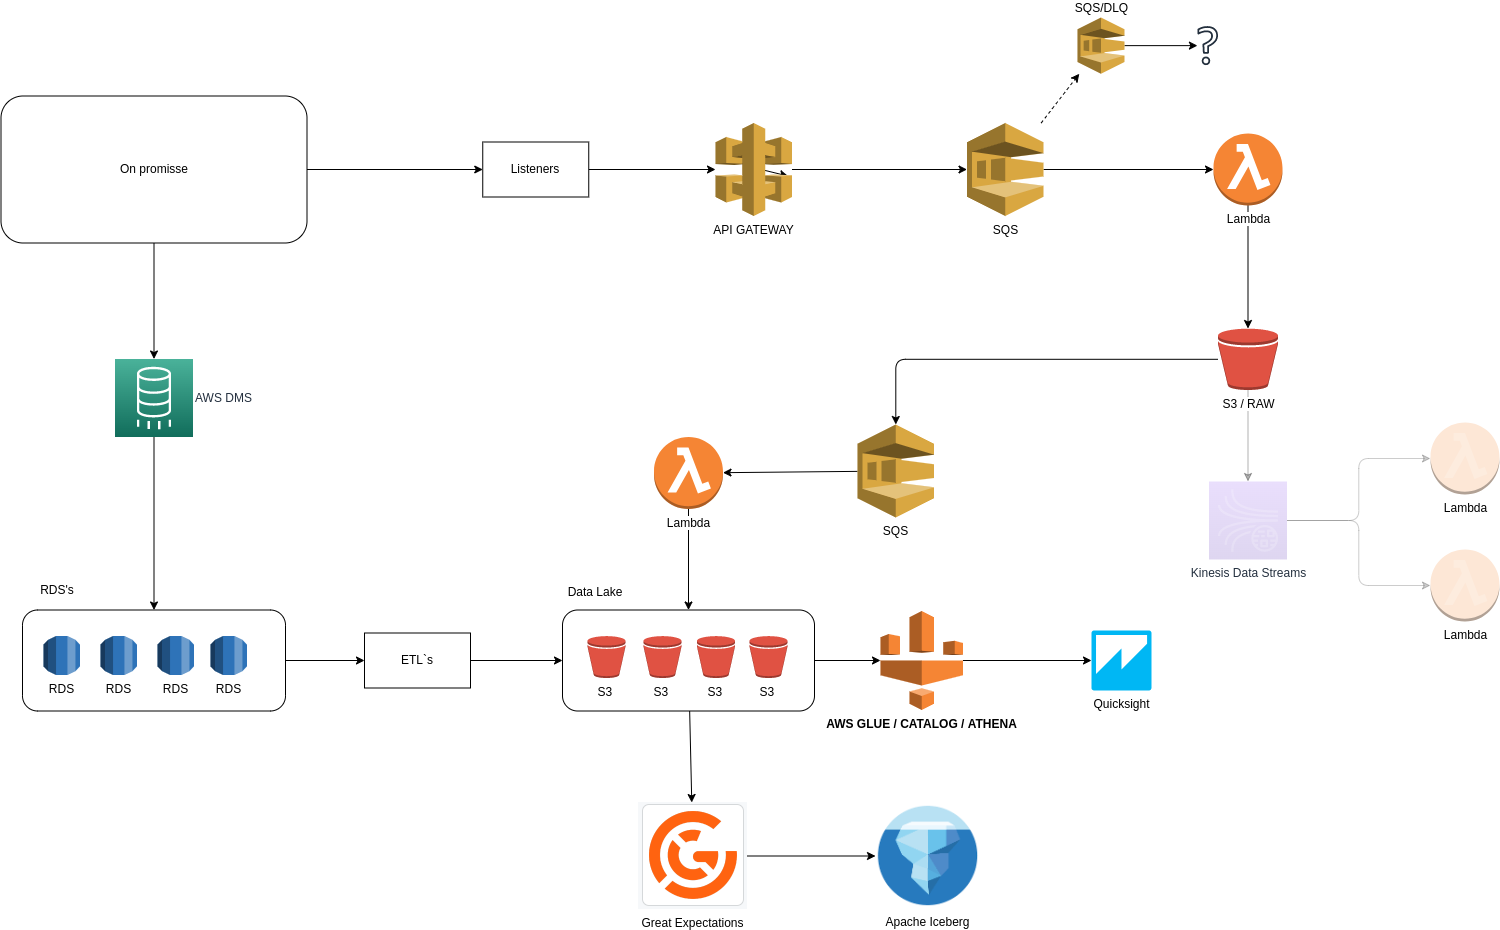 SQS/DLQ
On promisse
Listeners
API GATEWAY
SQS
Lambda
AWS DMS
S3 / RAW
Lambda
SQS
Lambda
Kinesis Data Streams
RDS's
Data Lake
Lambda
ETL`s
RDS
RDS
RDS
RDS
S3
S3
S3
S3
AWS GLUE / CATALOG / ATHENA
Quicksight
Great Expectations
Apache Iceberg